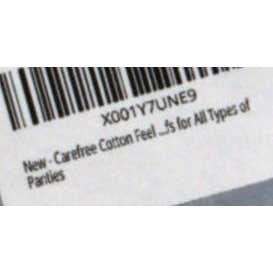 X001Y7UNE9
New - Carefree Cotton Feel ...fs for All Types of
Panties